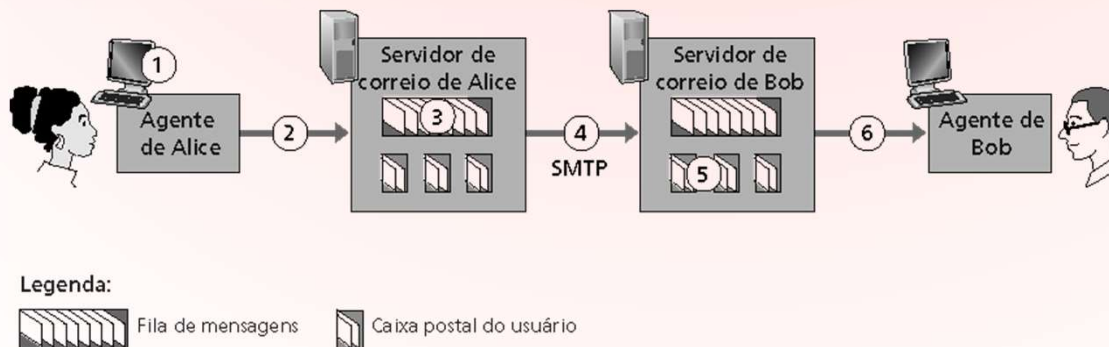 1
Agente
de Alice
2
Servidor de
correio de Alice
3
4
SMTP
Servidor de
correio de Bob
5
6
Agente de
Bob
Legenda:
Fila de mensagens
Caixa postal do usuário